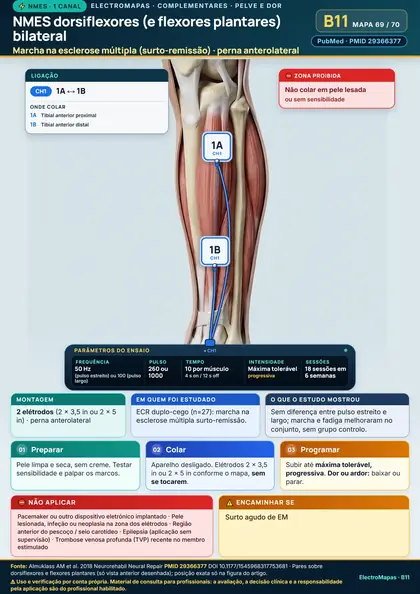 NMES · 1 CANAL ELECTROMAPAS · COMPLEMENTARES · PELVE E DOR
NMES dorsiflexores (e flexores plantares)
bilateral
Marcha na esclerose múltipla (surto-remissão) · perna anterolateral
B11 MAPA 69 / 70
PubMed · PMID 29366377
LIGAÇÃO
CH1 1A ↔ 1B
ONDE COLAR
1A Tibial anterior proximal
1B Tibial anterior distal
ZONA PROIBIDA
Não colar em pele lesada
ou sem sensibilidade
1A
CH1
1B
CH1
CH1
PARÂMETROS DO ENSAIO
FREQUÊNCIA
50 Hz
(pulso estreito) ou 100 (pulso
largo)
PULSO
260 ou
1000
TEMPO
10 por músculo
4 s on / 12 s off
INTENSIDADE
Máxima tolerável
progressiva
SESSÕES
18 sessões em
6 semanas
MONTAGEM
2 elétrodos (2 × 3,5 in ou 2 × 5
in) · perna anterolateral
EM QUEM FOI ESTUDADO
ECR duplo-cego (n=27): marcha na
esclerose múltipla surto-remissão.
O QUE O ESTUDO MOSTROU
Sem diferença entre pulso estreito e
largo; marcha e fadiga melhoraram no
conjunto, sem grupo controlo.
01 Preparar
Pele limpa e seca, sem creme. Testar
sensibilidade e palpar os marcos.
02 Colar
Aparelho desligado. Elétrodos 2 × 3,5
in ou 2 × 5 in conforme o mapa, sem
se tocarem.
03 Programar
Subir até máxima tolerável,
progressiva. Dor ou ardor: baixar ou
parar.
NÃO APLICAR
Pacemaker ou outro dispositivo eletrónico implantado · Pele
lesionada, infeção ou neoplasia na zona dos elétrodos · Região
anterior do pescoço / seio carotídeo · Epilepsia (aplicação sem
supervisão) · Trombose venosa profunda (TVP) recente no membro
estimulado
ENCAMINHAR SE
Surto agudo de EM
Fonte: Almuklass AM et al. 2018 Neurorehabil Neural Repair PMID 29366377 DOI 10.1177/1545968317753681 · Pares sobre
dorsiflexores e flexores plantares (só vista anterior desenhada); posição exata só na figura do artigo.
Uso e verificação por conta própria. Material de consulta para profissionais: a avaliação, a decisão clínica e a responsabilidade
pela aplicação são do profissional habilitado.
ElectroMapas · B11